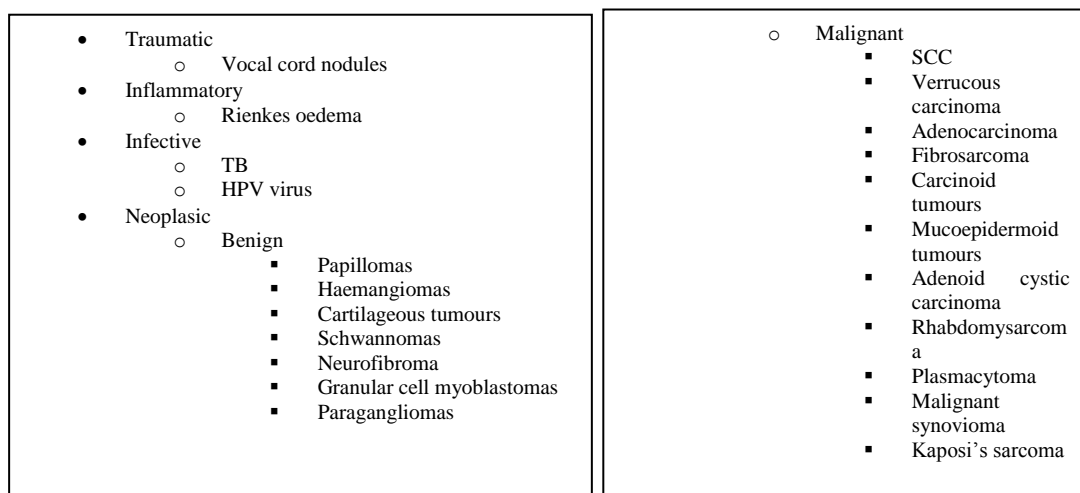 • Traumatic
o Vocal cord nodules
• Inflammatory
o Rienkes oedema
• Infective
o TB
o HPV virus
• Neoplasic
o Benign
▪ Papillomas
▪ Haemangiomas
▪ Cartilageous tumours
▪ Schwannomas
▪ Neurofibroma
▪ Granular cell myoblastomas
▪ Paragangliomas
o Malignant
▪ SCC
▪ Verrucous
carcinoma
▪ Adenocarcinoma
▪ Fibrosarcoma
▪ Carcinoid
tumours
▪ Mucoepidermoid
tumours
▪ Adenoid cystic
carcinoma
▪ Rhabdomysarcom
a
▪ Plasmacytoma
▪ Malignant
synovioma
▪ Kaposi’s sarcoma